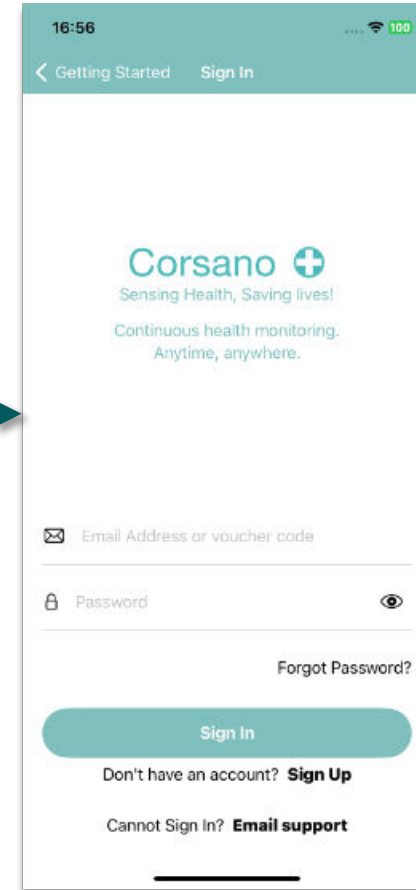 16:56 100
Getting Started Sign In
Corsano
Sensing Health, Saving lives!
Continuous health monitoring.
Anytime, anywhere.
Email Address or voucher code
Password
Forgot Password?
Sign In
Don't have an account? Sign Up
Cannot Sign In? Email support